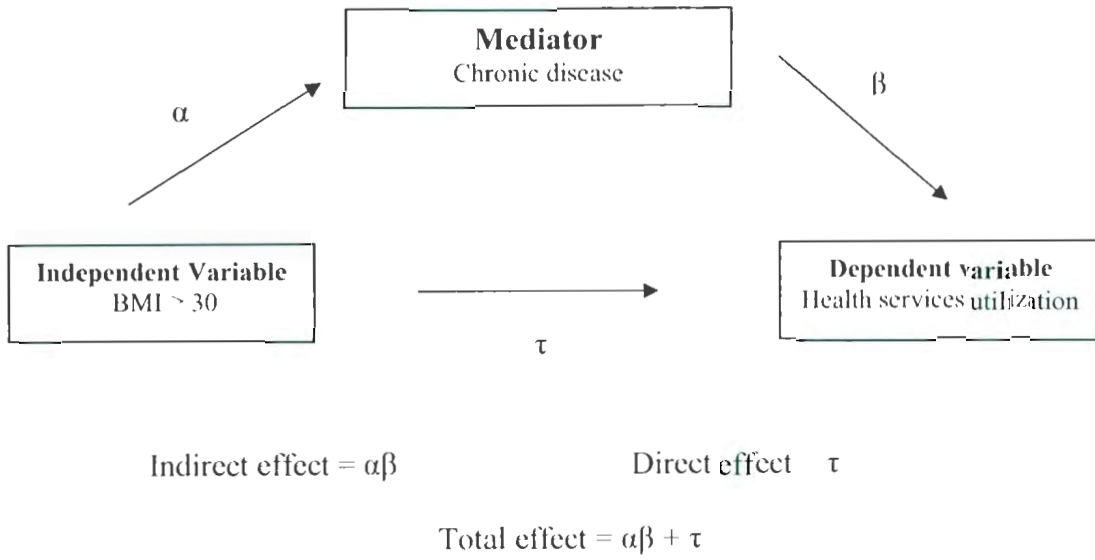 Mediator
Chronic disease
α
β
Independent Variable
BMI > 30
Dependent variable
Health services utilization
τ
Indirect effect = αβ
Direct effect τ
Total effect = αβ + τ